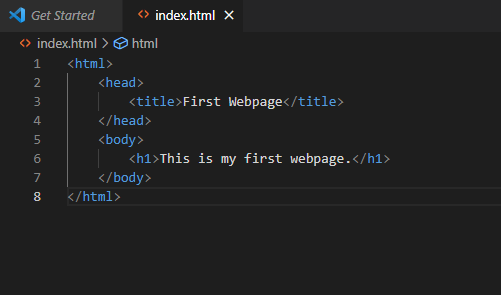 Get Started index.html
index.html > html
1 <html>
2     <head>
3         <title>First Webpage</title>
4     </head>
5     <body>
6         <h1>This is my first webpage.</h1>
7     </body>
8 </html>